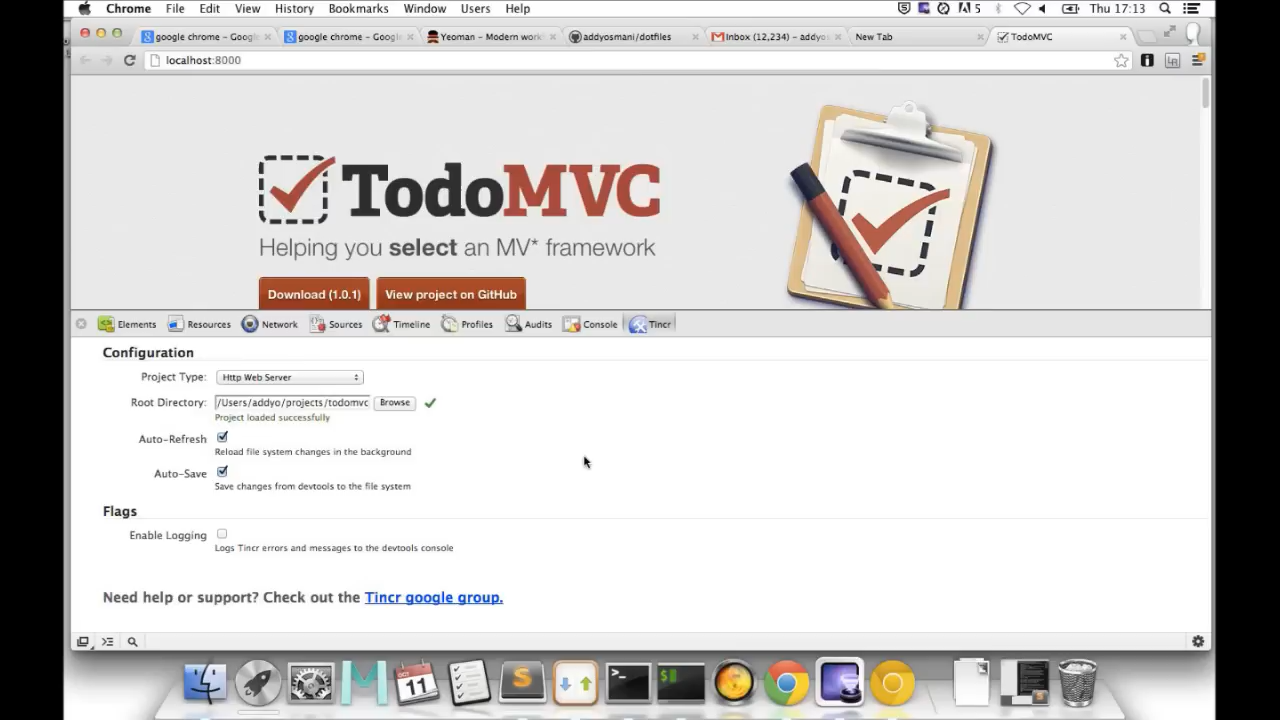 Chrome File Edit View History Bookmarks Window Users Help 5 Thu 17:13
google chrome - Goog google chrome - Googl Yeoman - Modern work addyosmani/dotfiles Inbox (12,234) - addyo New Tab TodoMVC
localhost:8000
TodoMVC
Helping you select an MV* framework
Download (1.0.1) View project on GitHub
Elements Resources Network Sources Timeline Profiles Audits Console Tincr
Configuration
Project Type: Http Web Server
Root Directory: /Users/addyo/projects/todomvc Browse
Project loaded successfully
Auto-Refresh
Reload file system changes in the background
Auto-Save
Save changes from devtools to the file system
Flags
Enable Logging
Logs Tincr errors and messages to the devtools console
Need help or support? Check out the Tincr google group.
OCT
11